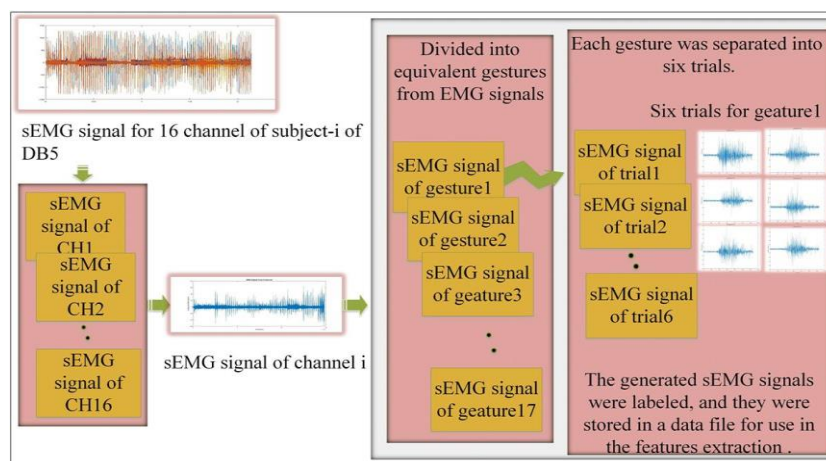 sEMG signal for 16 channel of subject-i of
DB5
sEMG
signal of
CH1
sEMG
signal of
CH2
sEMG
signal of
CH16
sEMG signal of channel i
Divided into
equivalent gestures
from EMG signals
sEMG signal
of gesture1
sEMG signal
of gesture2
sEMG signal
of geature3
sEMG signal
of geature17
Each gesture was separated into
six trials.
Six trials for geature1
sEMG signal
of trial1
sEMG signal
of trial2
sEMG signal
of trial6
The generated sEMG signals
were labeled, and they were
stored in a data file for use in
the features extraction .